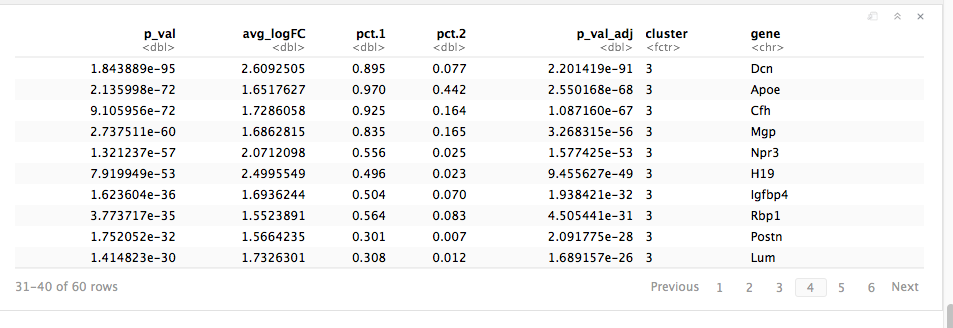 p_val avg_logFC pct.1 pct.2 p_val_adj cluster gene
<dbl> <dbl> <dbl> <dbl> <dbl> <fctr> <chr>
1.843889e-95 2.6092505 0.895 0.077 2.201419e-91 3 Dcn
2.135998e-72 1.6517627 0.970 0.442 2.550168e-68 3 Apoe
9.105956e-72 1.7286058 0.925 0.164 1.087160e-67 3 Cfh
2.737511e-60 1.6862815 0.835 0.165 3.268315e-56 3 Mgp
1.321237e-57 2.0712098 0.556 0.025 1.577425e-53 3 Npr3
7.919949e-53 2.4995549 0.496 0.023 9.455627e-49 3 H19
1.623604e-36 1.6936244 0.504 0.070 1.938421e-32 3 Igfbp4
3.773717e-35 1.5523891 0.564 0.083 4.505441e-31 3 Rbp1
1.752052e-32 1.5664235 0.301 0.007 2.091775e-28 3 Postn
1.414823e-30 1.7326301 0.308 0.012 1.689157e-26 3 Lum
31-40 of 60 rows Previous 1 2 3 4 5 6 Next